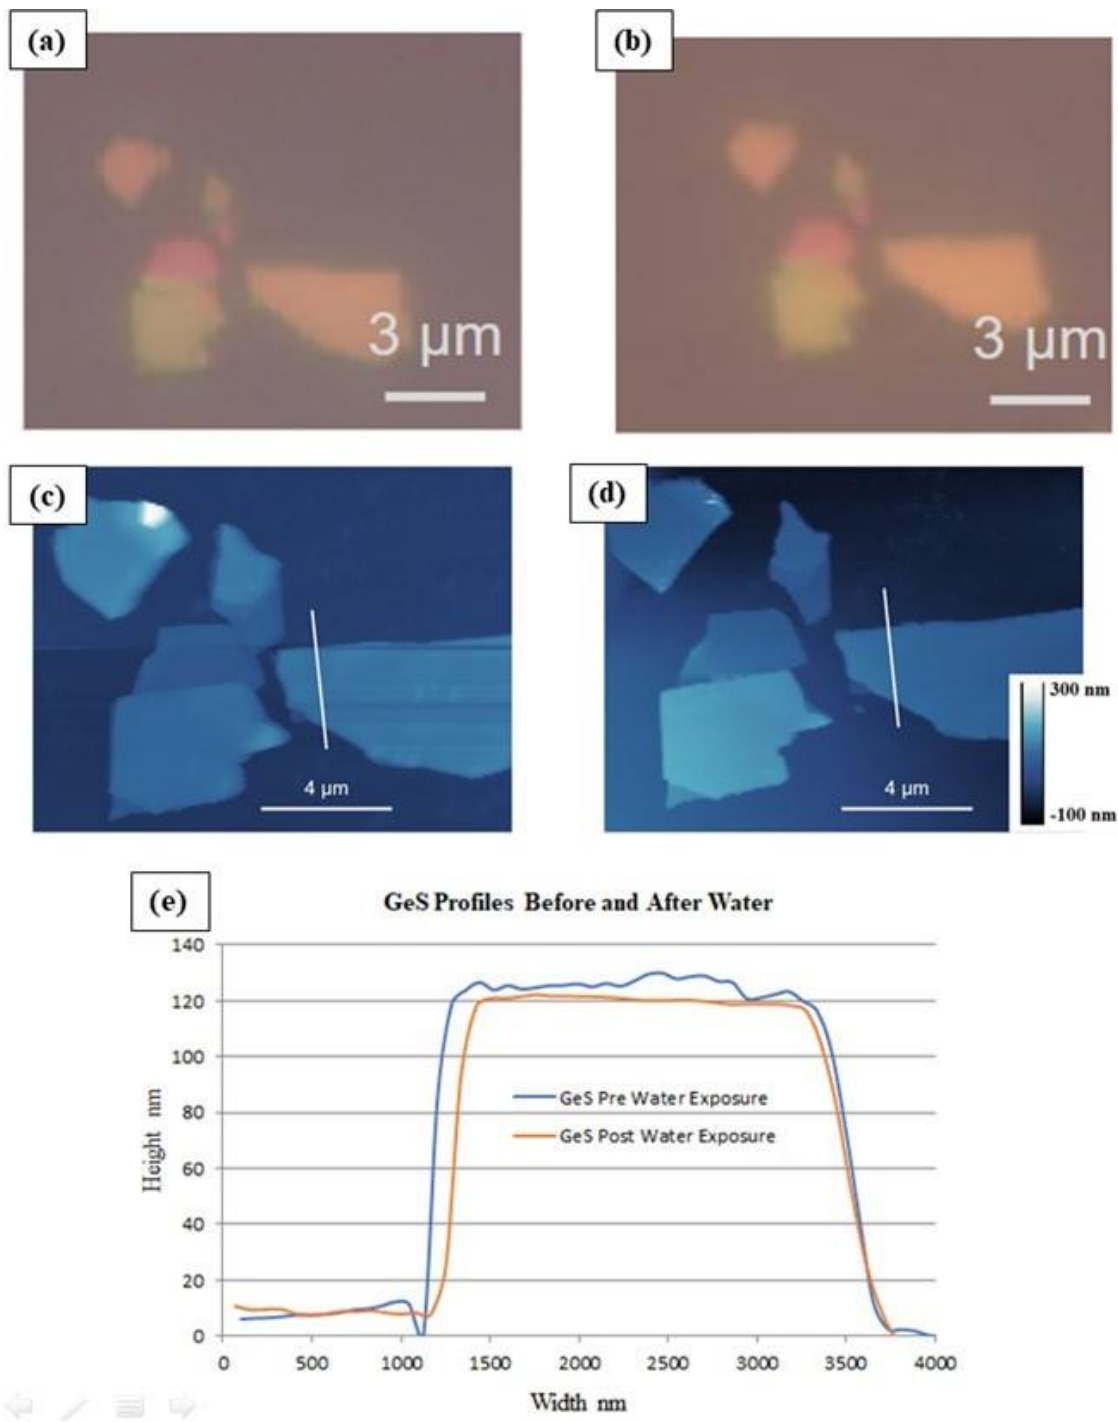 (a)
(b)
3 µm
3 µm
(c)
(d)
4 µm
4 µm
300 nm
-100 nm
(e)
GeS Profiles Before and After Water
Height nm
140
120
100
80
60
40
20
0
GeS Pre Water Exposure
GeS Post Water Exposure
0 500 1000 1500 2000 2500 3000 3500 4000
Width nm